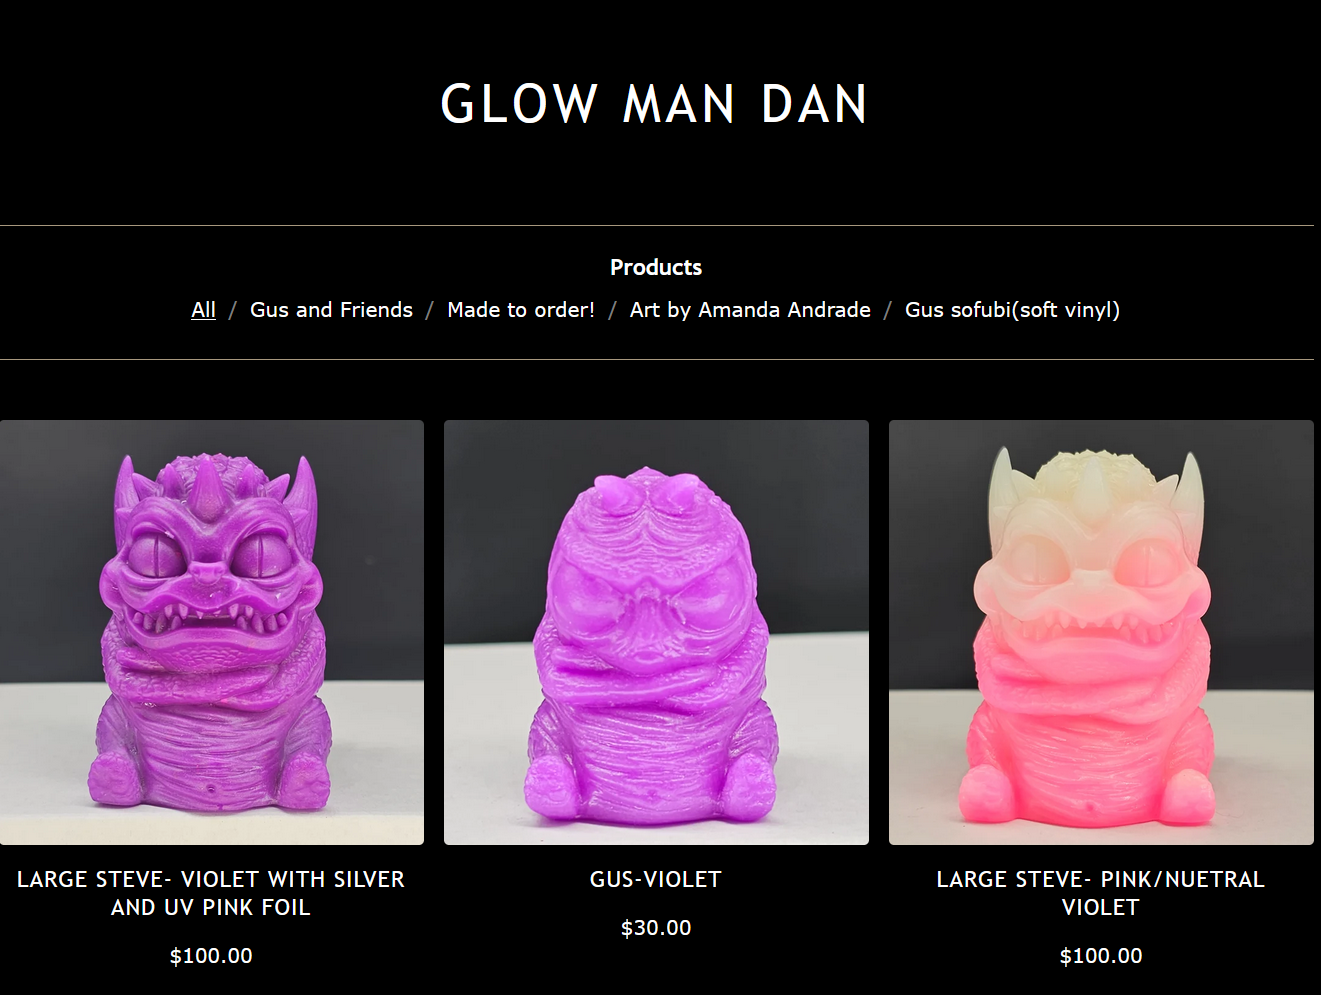 GLOW MAN DAN
Products
All / Gus and Friends / Made to order! / Art by Amanda Andrade / Gus sofubi(soft vinyl)
LARGE STEVE- VIOLET WITH SILVER
AND UV PINK FOIL
$100.00
GUS-VIOLET
$30.00
LARGE STEVE- PINK/NUETRAL
VIOLET
$100.00